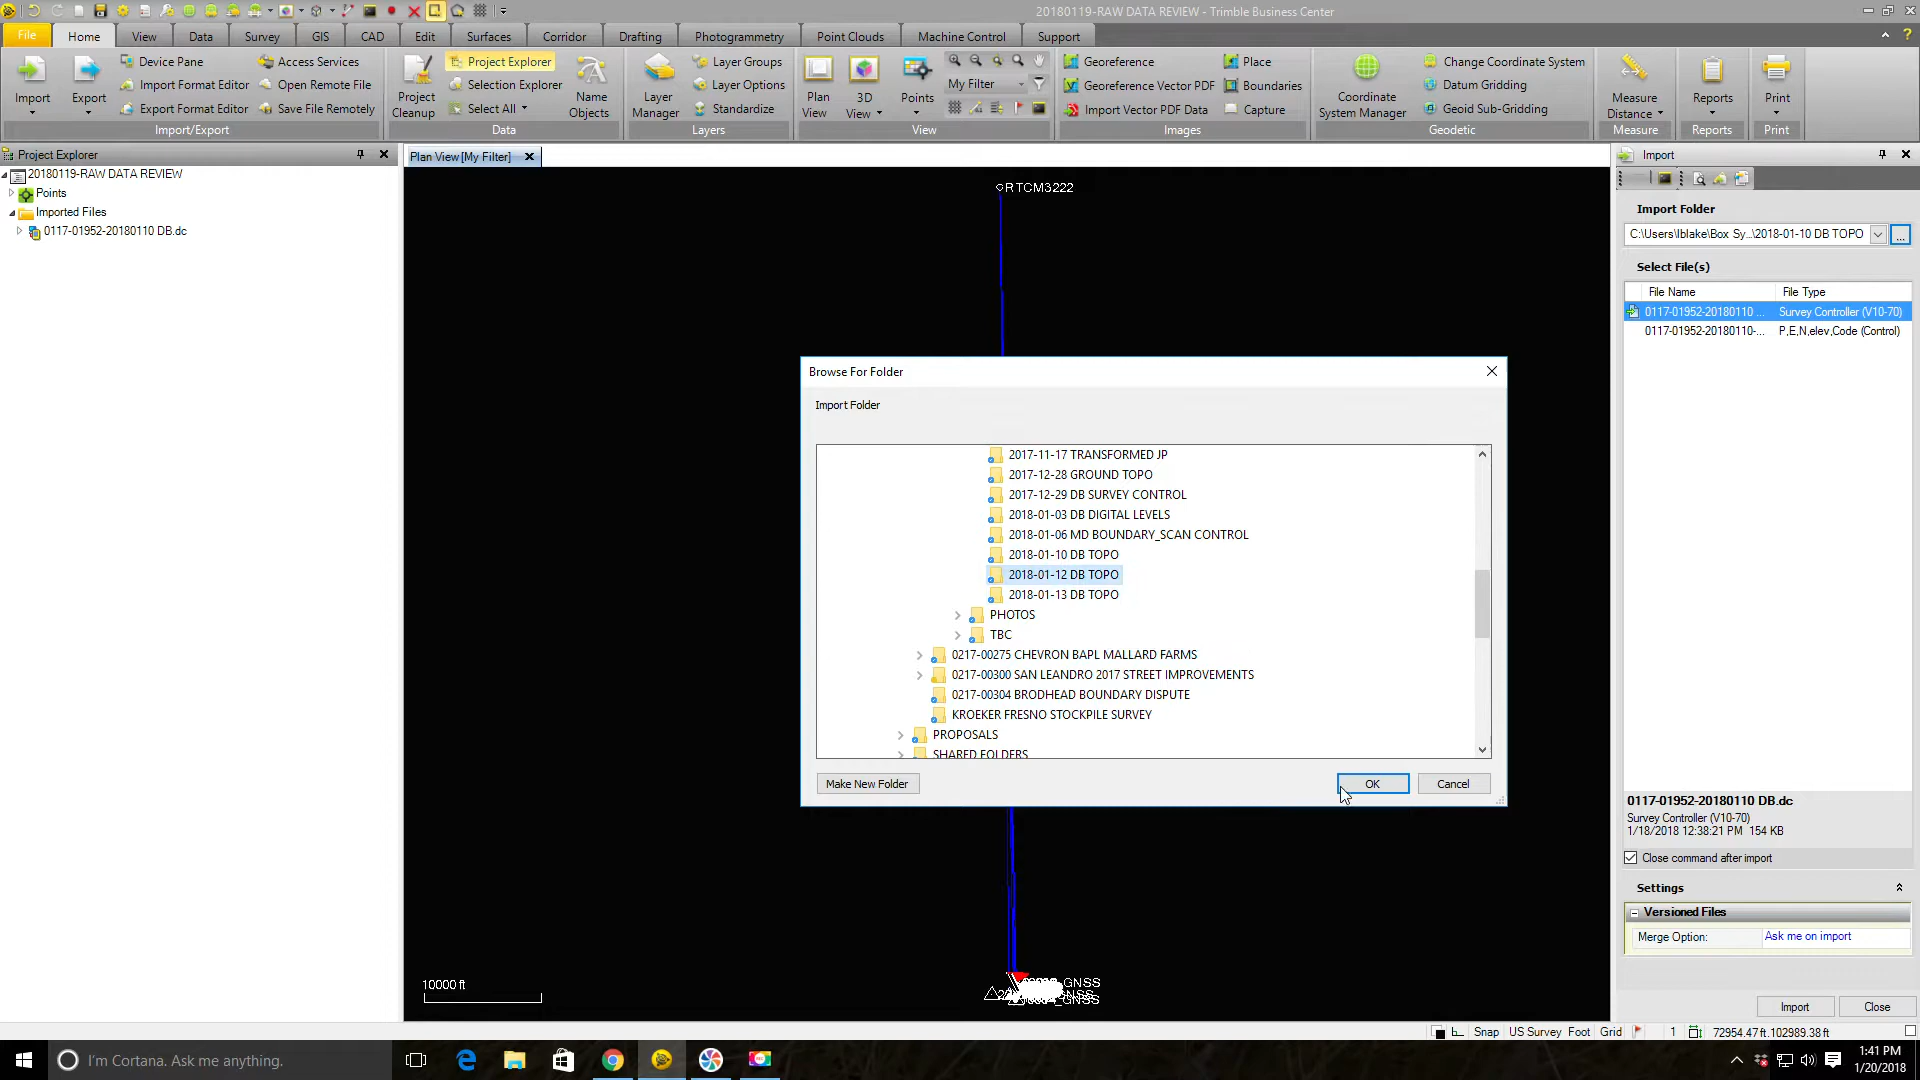 20180119-RAW DATA REVIEW - Trimble Business Center
File
Home
View
Data
Survey
GIS
CAD
Edit
Surfaces
Corridor
Drafting
Photogrammetry
Point Clouds
Machine Control
Support
Import
Export
Device Pane
Import Format Editor
Export Format Editor
Access Services
Open Remote File
Save File Remotely
Import/Export
Project
Cleanup
Project Explorer
Selection Explorer
Select All
Name
Objects
Data
Layer
Manager
Layer Groups
Layer Options
Standardize
Layers
Plan
View
3D
View
Points
My Filter
View
Georeference
Georeference Vector PDF
Import Vector PDF Data
Place
Boundaries
Capture
Images
Coordinate
System Manager
Change Coordinate System
Datum Gridding
Geoid Sub-Gridding
Geodetic
Measure
Distance
Measure
Reports
Reports
Print
Print
Project Explorer
20180119-RAW DATA REVIEW
Points
Imported Files
0117-01952-20180110 DB.dc
Plan View [My Filter]
RTCM3222
10000 ft
Browse For Folder
Import Folder
2017-11-17 TRANSFORMED JP
2017-12-28 GROUND TOPO
2017-12-29 DB SURVEY CONTROL
2018-01-03 DB DIGITAL LEVELS
2018-01-06 MD BOUNDARY_SCAN CONTROL
2018-01-10 DB TOPO
2018-01-12 DB TOPO
2018-01-13 DB TOPO
PHOTOS
TBC
0217-00275 CHEVRON BAPL MALLARD FARMS
0217-00300 SAN LEANDRO 2017 STREET IMPROVEMENTS
0217-00304 BRODHEAD BOUNDARY DISPUTE
KROEKER FRESNO STOCKPILE SURVEY
PROPOSALS
SHARED FOLDERS
Make New Folder
OK
Cancel
Import
Import Folder
C:\Users\lblake\Box Sy...\2018-01-10 DB TOPO
...
Select File(s)
File Name
File Type
0117-01952-20180110 ...
Survey Controller (V10-70)
0117-01952-20180110-...
P,E,N,elev,Code (Control)
0117-01952-20180110 DB.dc
Survey Controller (V10-70)
1/18/2018 12:38:21 PM 154 KB
Close command after import
Settings
Versioned Files
Merge Option:
Ask me on import
Import
Close
Snap
US Survey Foot
Grid
1
72954.47 ft,102989.38 ft
I'm Cortana. Ask me anything.
1:41 PM
1/20/2018